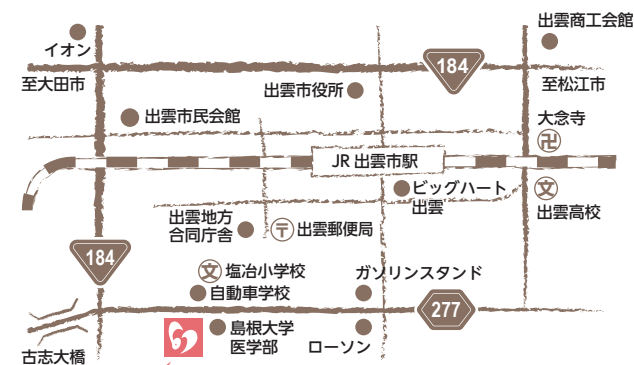 出雲商工会館
イオン
184
至大田市
出雲市役所
至松江市
出雲市民会館
大念寺
卍
JR 出雲市駅
文
ビッグハート
出雲
出雲高校
出雲地方
合同庁舎
〒
出雲郵便局
184
文
塩冶小学校
ガソリンスタンド
自動車学校
277
島根大学
医学部
ローソン
古志大橋